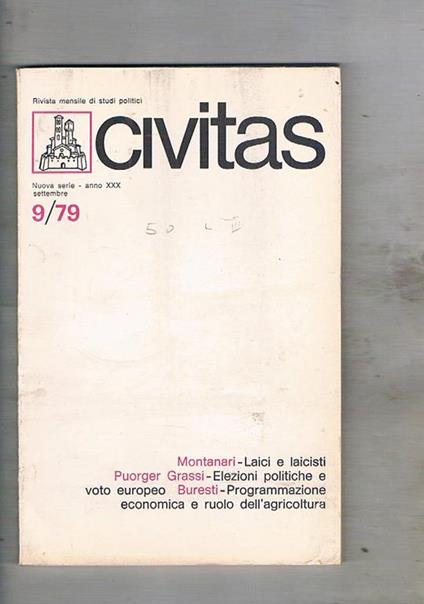 Rivista mensile di studi politici
civitas
Nuova serie - anno XXX
settembre
9/79
50 L
Montanari-Laici e laicisti
Puorger Grassi-Elezioni politiche e
voto europeo Buresti-Programmazione
economica e ruolo dell'agricoltura